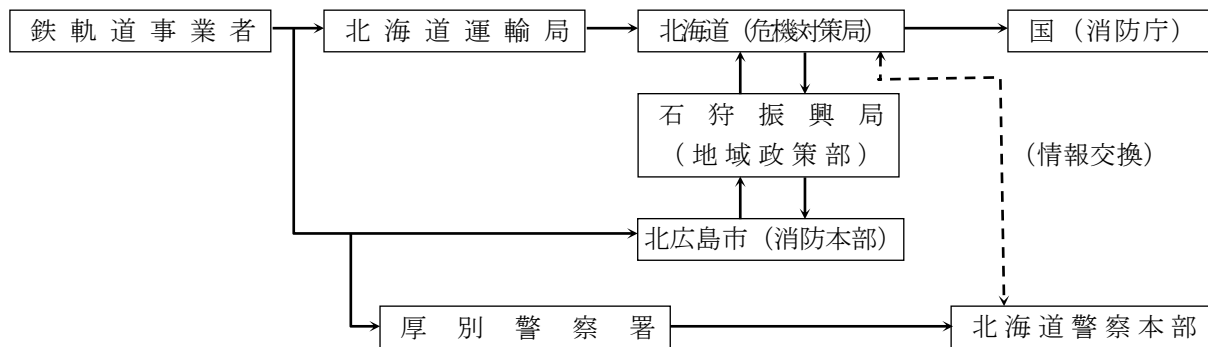 鉄軌道事業者
北海道運輸局
北海道（危機対策局）
国（消防庁）
石狩振興局
（地域政策部）
（情報交換）
北広島市（消防本部）
厚別警察署
北海道警察本部